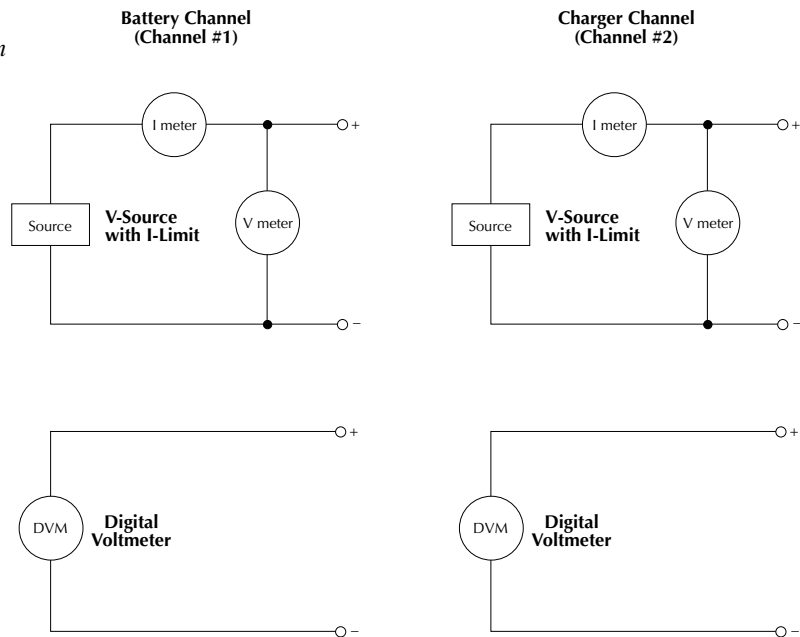 Battery Channel
(Channel #1)
Charger Channel
(Channel #2)
n
I meter
+
I meter
+
Source
V-Source
with I-Limit
V meter
Source
V-Source
with I-Limit
V meter
–
–
+
+
DVM
Digital
Voltmeter
DVM
Digital
Voltmeter
–
–